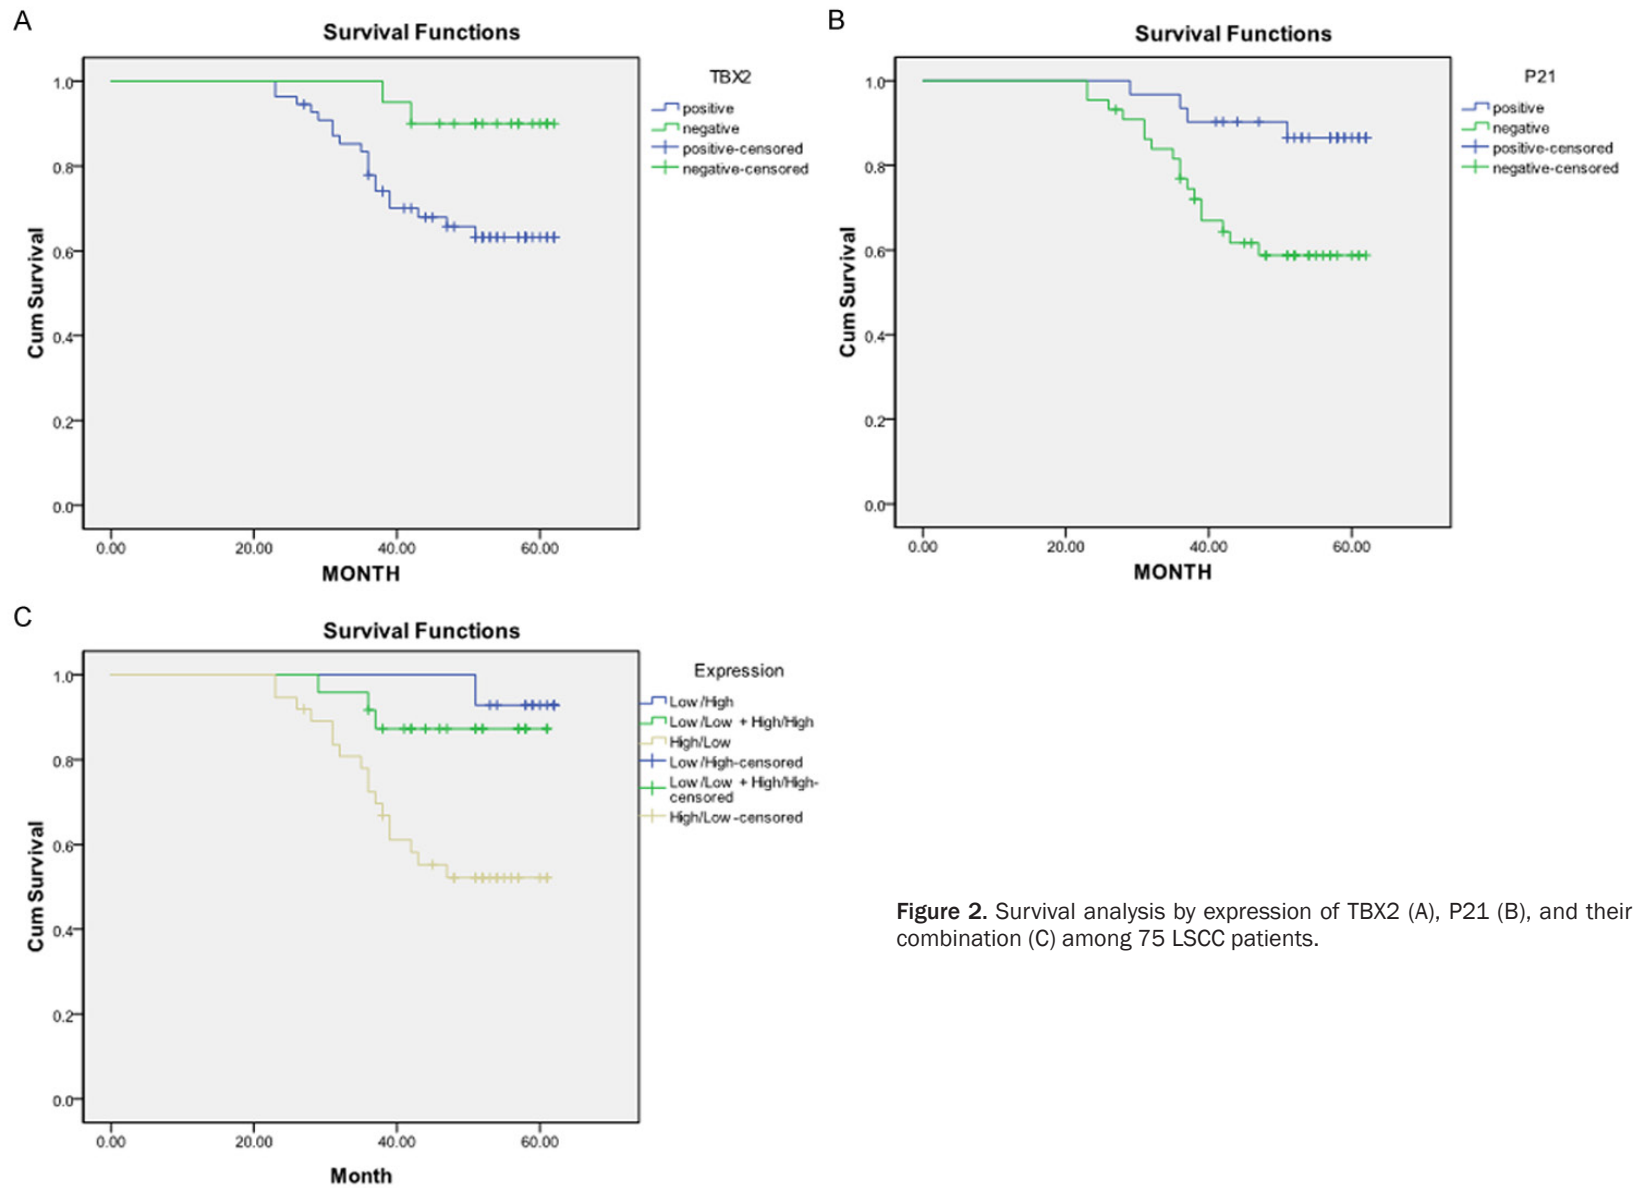 A
Survival Functions
1.0
0.8
0.6
0.4
0.2
0.0
Cum Survival
0.00 20.00 40.00 60.00
MONTH
TBX2
positive
negative
positive-censored
negative-censored
B
Survival Functions
1.0
0.8
0.6
0.4
0.2
0.0
Cum Survival
0.00 20.00 40.00 60.00
MONTH
P21
positive
negative
positive-censored
negative-censored
C
Survival Functions
1.0
0.8
0.6
0.4
0.2
0.0
Cum Survival
0.00 20.00 40.00 60.00
Month
Expression
Low/High
Low/Low + High/High
High/Low
Low/High-censored
Low/Low + High/High-
censored
High/Low-censored
Figure 2. Survival analysis by expression of TBX2 (A), P21 (B), and their
combination (C) among 75 LSCC patients.